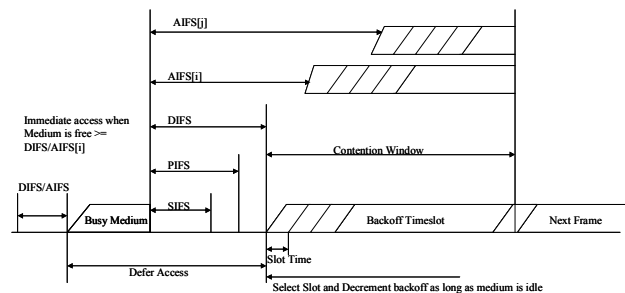 AIFS[j]
AIFS[i]
Immediate access when
Medium is free >=
DIFS/AIFS[i]
DIFS
Contention Window
PIFS
DIFS/AIFS
SIFS
Busy Medium
Backoff Timeslot
Next Frame
Slot Time
Defer Access
Select Slot and Decrement backoff as long as medium is idle